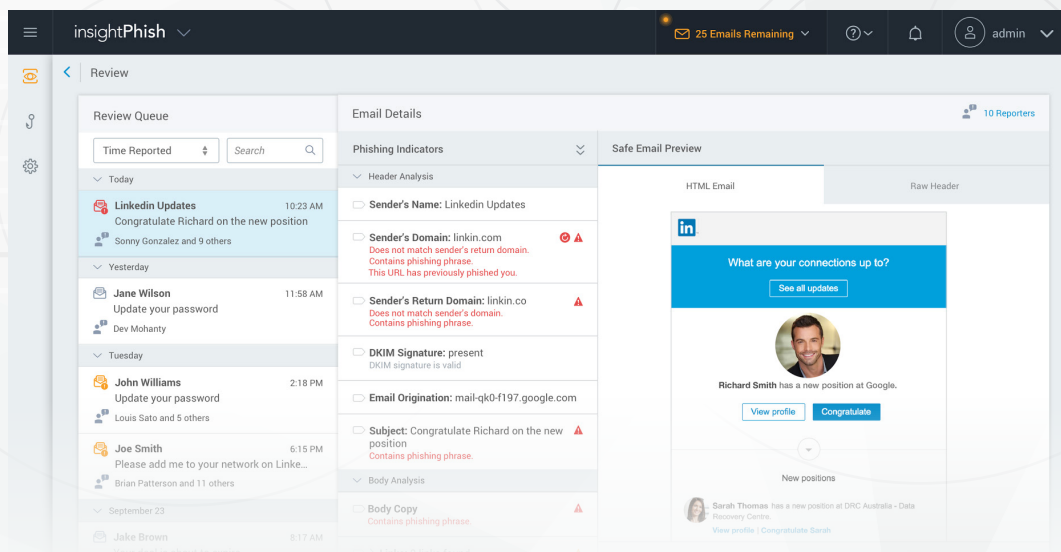 insightPhish
25 Emails Remaining
admin
Review
Review Queue
Time Reported
Search
Today
Linkedin Updates 10:23 AM
Congratulate Richard on the new position
Sonny Gonzalez and 9 others
Yesterday
Jane Wilson 11:58 AM
Update your password
Dev Mohanty
Tuesday
John Williams 2:18 PM
Update your password
Louis Sato and 5 others
Joe Smith 6:15 PM
Please add me to your network on Linke...
Brian Patterson and 11 others
September 23
Jake Brown 8:17 AM
Email Details
10 Reporters
Phishing Indicators
Header Analysis
Sender's Name: Linkedin Updates
Sender's Domain: linkin.com
Does not match sender's return domain.
Contains phishing phrase.
This URL has previously phished you.
Sender's Return Domain: linkin.co
Does not match sender's domain.
Contains phishing phrase.
DKIM Signature: present
DKIM signature is valid
Email Origination: mail-qk0-f197.google.com
Subject: Congratulate Richard on the new
position
Contains phishing phrase.
Body Analysis
Body Copy
Contains phishing phrase.
Safe Email Preview
HTML Email
Raw Header
in
What are your connections up to?
See all updates
Richard Smith has a new position at Google.
View profile
Congratulate
New positions
Sarah Thomas has a new position at DRC Australia - Data
Recovery Centre.
View profile | Congratulate Sarah